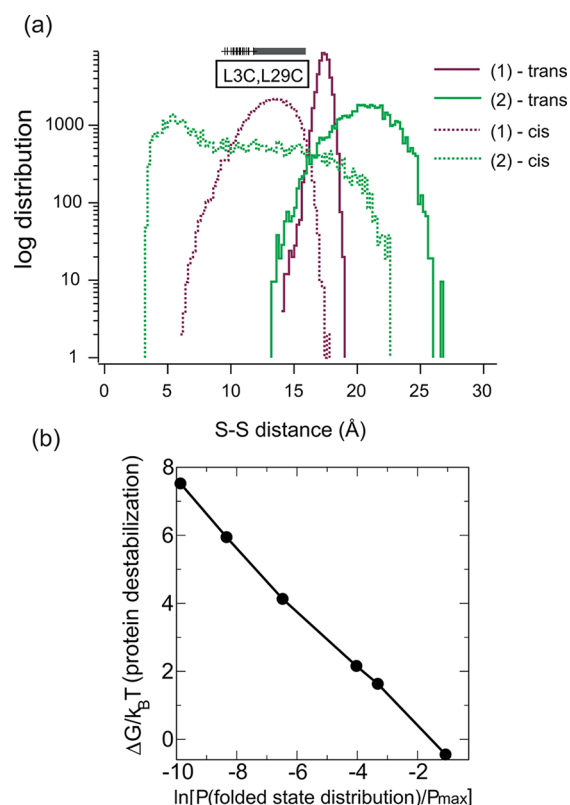 (a)
L3C,L29C
(1) - trans
(2) - trans
(1) - cis
(2) - cis
log distribution
1000
100
10
1
0 5 10 15 20 25 30
S-S distance (Å)
(b)
ΔG/kBT (protein destabilization)
8
6
4
2
0
-10 -8 -6 -4 -2
ln[P(folded state distribution)/Pmax]